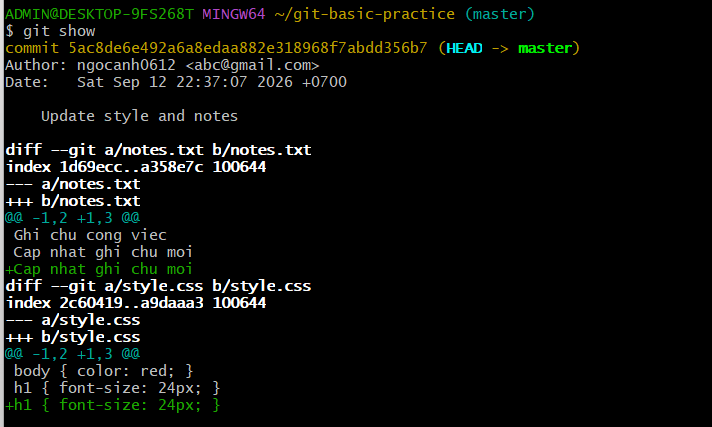 ADMIN@DESKTOP-9FS268T MINGW64 ~/git-basic-practice (master)
$ git show
commit 5ac8de6e492a6a8edaa882e318968f7abdd356b7 (HEAD -> master)
Author: ngocanh0612 <abc@gmail.com>
Date:   Sat Sep 12 22:37:07 2026 +0700

    Update style and notes

diff --git a/notes.txt b/notes.txt
index 1d69ecc..a358e7c 100644
--- a/notes.txt
+++ b/notes.txt
@@ -1,2 +1,3 @@
 Ghi chu cong viec
 Cap nhat ghi chu moi
+Cap nhat ghi chu moi
diff --git a/style.css b/style.css
index 2c60419..a9daaa3 100644
--- a/style.css
+++ b/style.css
@@ -1,2 +1,3 @@
 body { color: red; }
 h1 { font-size: 24px; }
+h1 { font-size: 24px; }